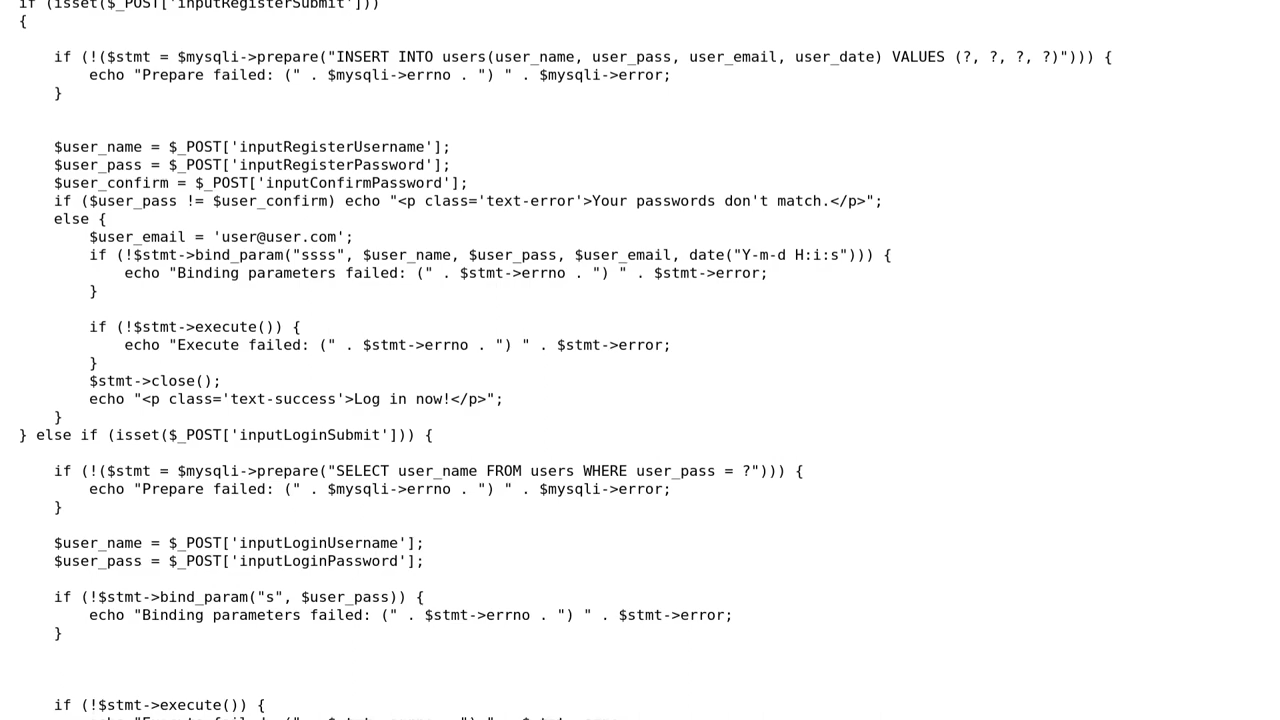 if (isset($_POST['inputRegisterSubmit']))
{
if (!($stmt = $mysqli->prepare("INSERT INTO users(user_name, user_pass, user_email, user_date) VALUES (?, ?, ?, ?)"))) {
echo "Prepare failed: (" . $mysqli->errno . ") " . $mysqli->error;
}
$user_name = $_POST['inputRegisterUsername'];
$user_pass = $_POST['inputRegisterPassword'];
$user_confirm = $_POST['inputConfirmPassword'];
if ($user_pass != $user_confirm) echo "<p class='text-error'>Your passwords don't match.</p>";
else {
$user_email = 'user@user.com';
if (!$stmt->bind_param("ssss", $user_name, $user_pass, $user_email, date("Y-m-d H:i:s"))) {
echo "Binding parameters failed: (" . $stmt->errno . ") " . $stmt->error;
}
if (!$stmt->execute()) {
echo "Execute failed: (" . $stmt->errno . ") " . $stmt->error;
}
$stmt->close();
echo "<p class='text-success'>Log in now!</p>";
}
} else if (isset($_POST['inputLoginSubmit'])) {
if (!($stmt = $mysqli->prepare("SELECT user_name FROM users WHERE user_pass = ?"))) {
echo "Prepare failed: (" . $mysqli->errno . ") " . $mysqli->error;
}
$user_name = $_POST['inputLoginUsername'];
$user_pass = $_POST['inputLoginPassword'];
if (!$stmt->bind_param("s", $user_pass)) {
echo "Binding parameters failed: (" . $stmt->errno . ") " . $stmt->error;
}
if (!$stmt->execute()) {